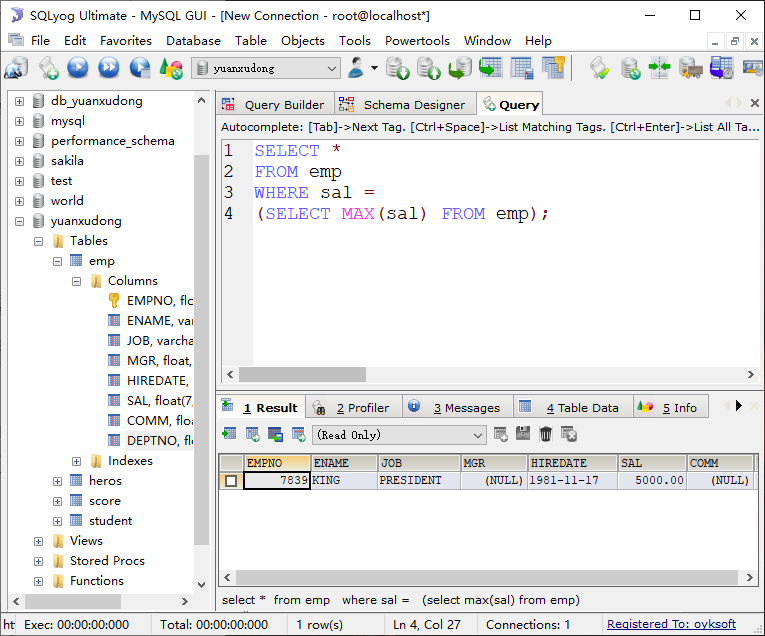 SQLyog Ultimate - MySQL GUI - [New Connection - root@localhost*]
File Edit Favorites Database Table Objects Tools Powertools Window Help
yuanxudong
db_yuanxudong
mysql
performance_schema
sakila
test
world
yuanxudong
Tables
emp
Columns
EMPNO, flo
ENAME, var
JOB, varcha
MGR, float,
HIREDATE,
SAL, float(7,
COMM, float
DEPTNO, flo
Indexes
heros
score
student
Views
Stored Procs
Functions
Query Builder Schema Designer Query
Autocomplete: [Tab]->Next Tag. [Ctrl+Space]->List Matching Tags. [Ctrl+Enter]->List All Ta...
1 SELECT *
2 FROM emp
3 WHERE sal =
4 (SELECT MAX(sal) FROM emp);
1 Result 2 Profiler 3 Messages 4 Table Data 5 Info
(Read Only)
EMPNO ENAME JOB MGR HIREDATE SAL COMM
7839 KING PRESIDENT (NULL) 1981-11-17 5000.00 (NULL)
select * from emp where sal = (select max(sal) from emp)
ht Exec: 00:00:00:000 Total: 00:00:00:000 1 row(s) Ln 4, Col 27 Connections: 1 Registered To: ovksoft